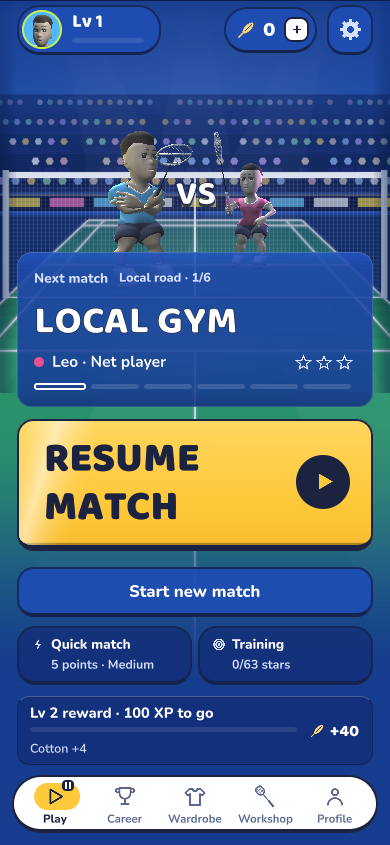 Lv 1
0
+
VS
Next match Local road · 1/6
LOCAL GYM
Leo · Net player
RESUME
MATCH
Start new match
Quick match
5 points · Medium
Training
0/63 stars
Lv 2 reward · 100 XP to go
+40
Cotton +4
Play
Career
Wardrobe
Workshop
Profile